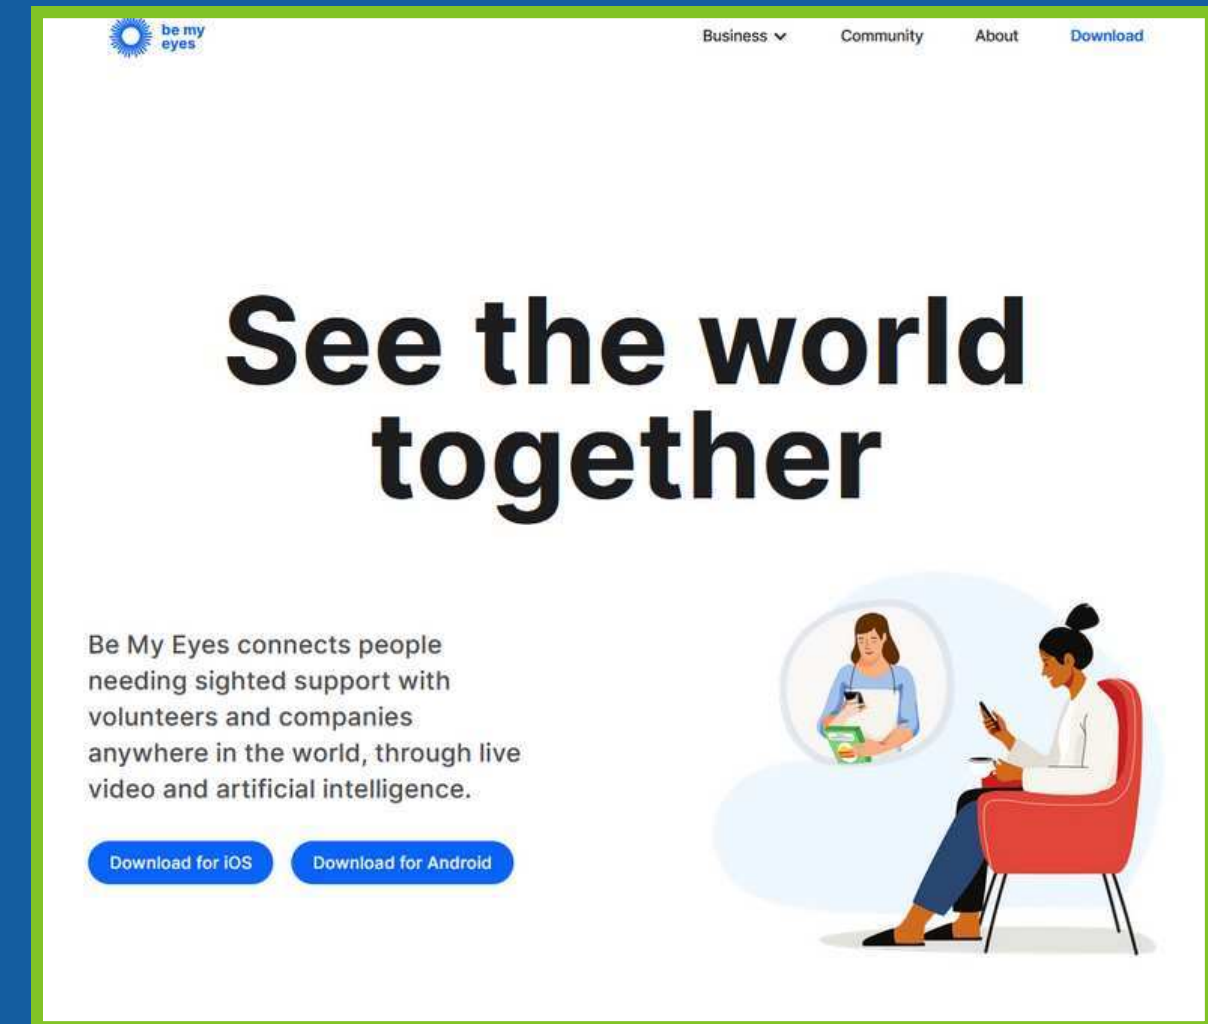 be my
eyes
Business
Community
About
Download
See the world
together
Be My Eyes connects people
needing sighted support with
volunteers and companies
anywhere in the world, through live
video and artificial intelligence.
Download for iOS
Download for Android